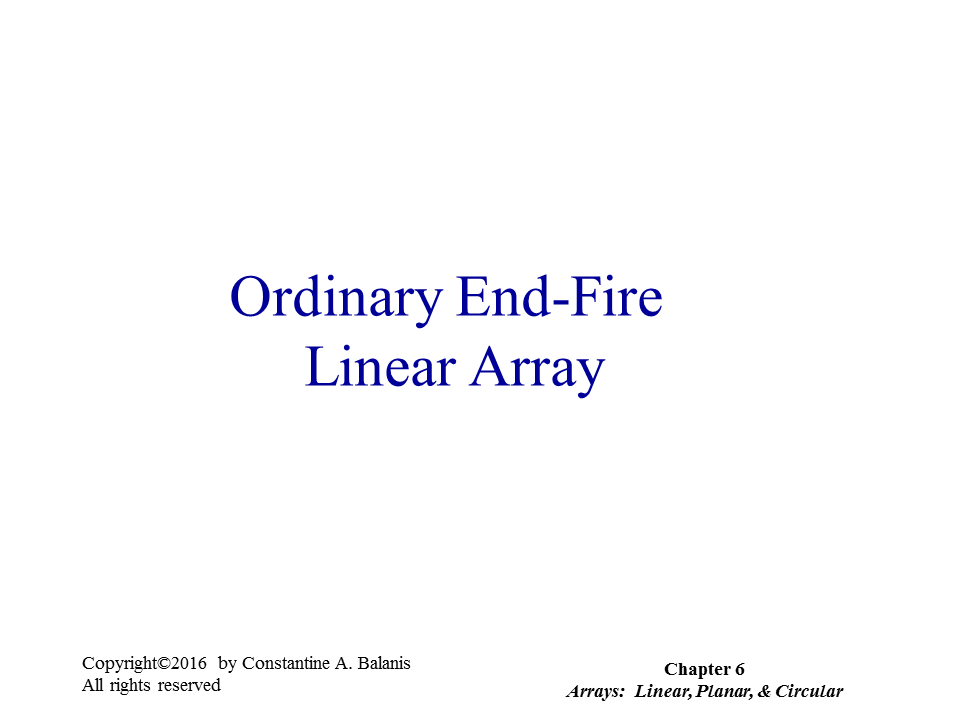 Ordinary End-Fire
Linear Array
Copyright©2016 by Constantine A. Balanis
All rights reserved
Chapter 6
Arrays: Linear, Planar, & Circular